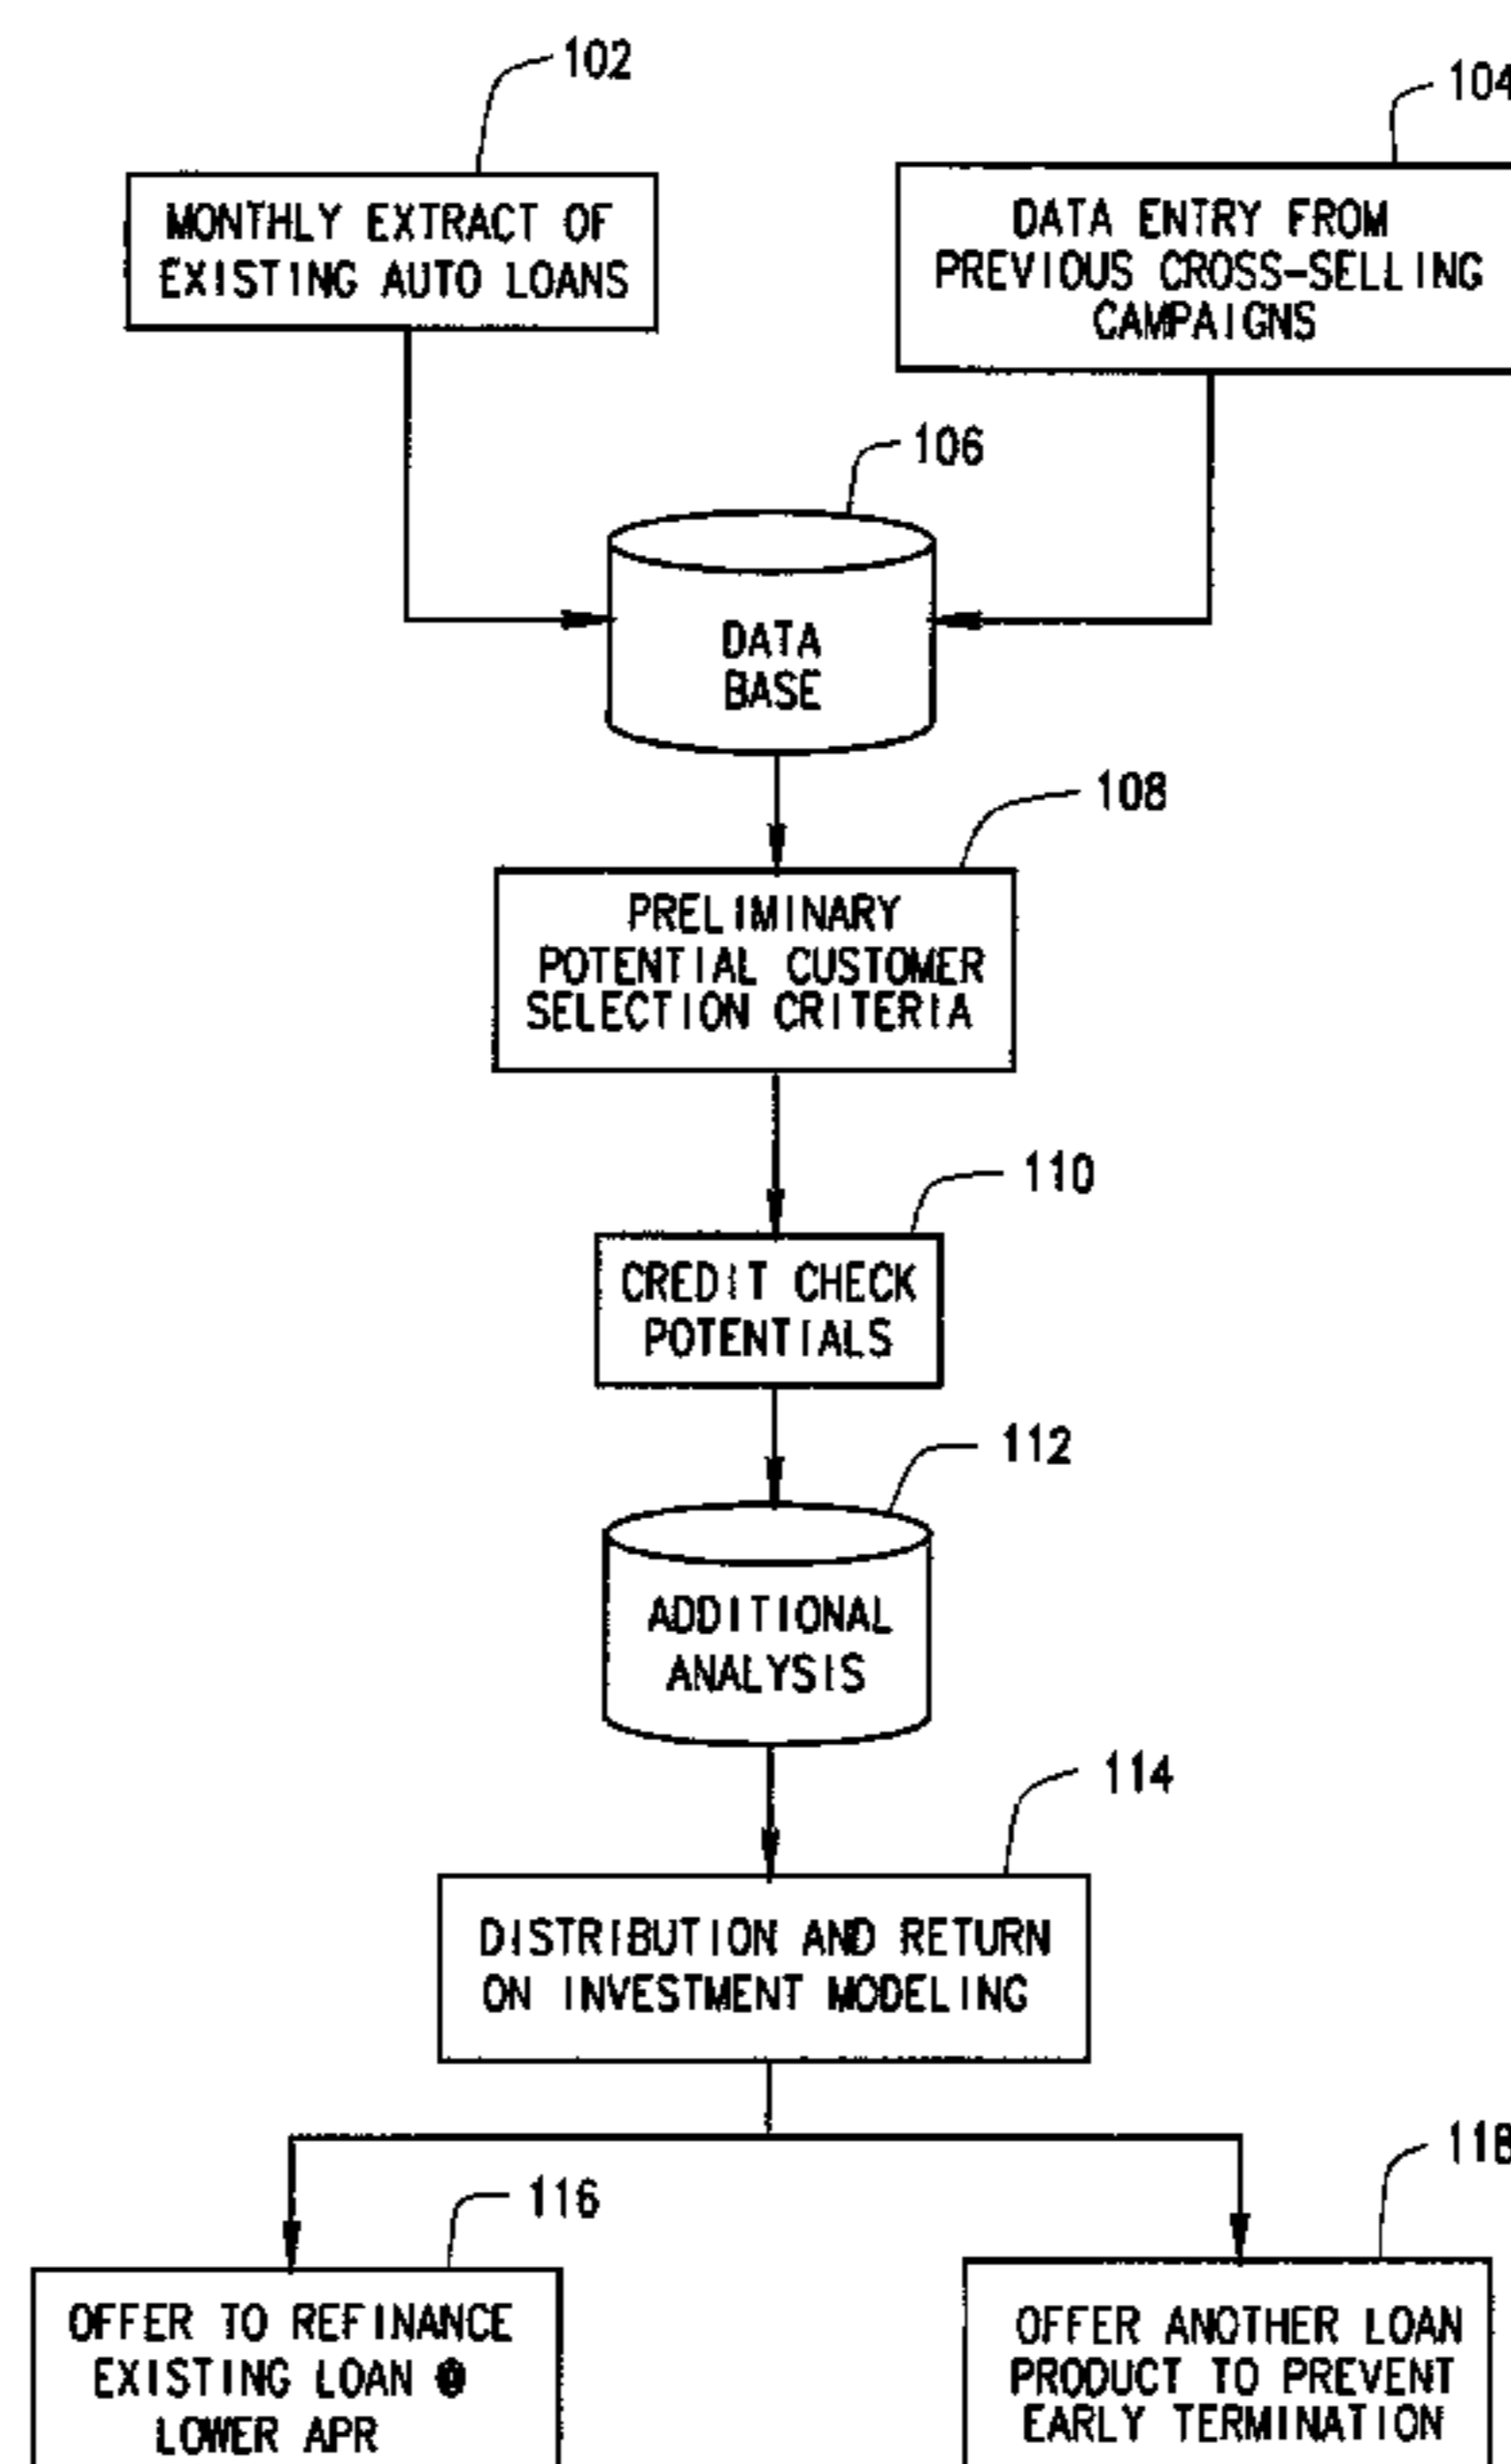 102
104
MONTHLY EXTRACT OF
EXISTING AUTO LOANS
DATA ENTRY FROM
PREVIOUS CROSS-SELLING
CAMPAIGNS
106
DATA
BASE
108
PRELIMINARY
POTENTIAL CUSTOMER
SELECTION CRITERIA
110
CREDIT CHECK
POTENTIALS
112
ADDITIONAL
ANALYSIS
114
DISTRIBUTION AND RETURN
ON INVESTMENT MODELING
116
118
OFFER TO REFINANCE
EXISTING LOAN @
LOWER APR
OFFER ANOTHER LOAN
PRODUCT TO PREVENT
EARLY TERMINATION